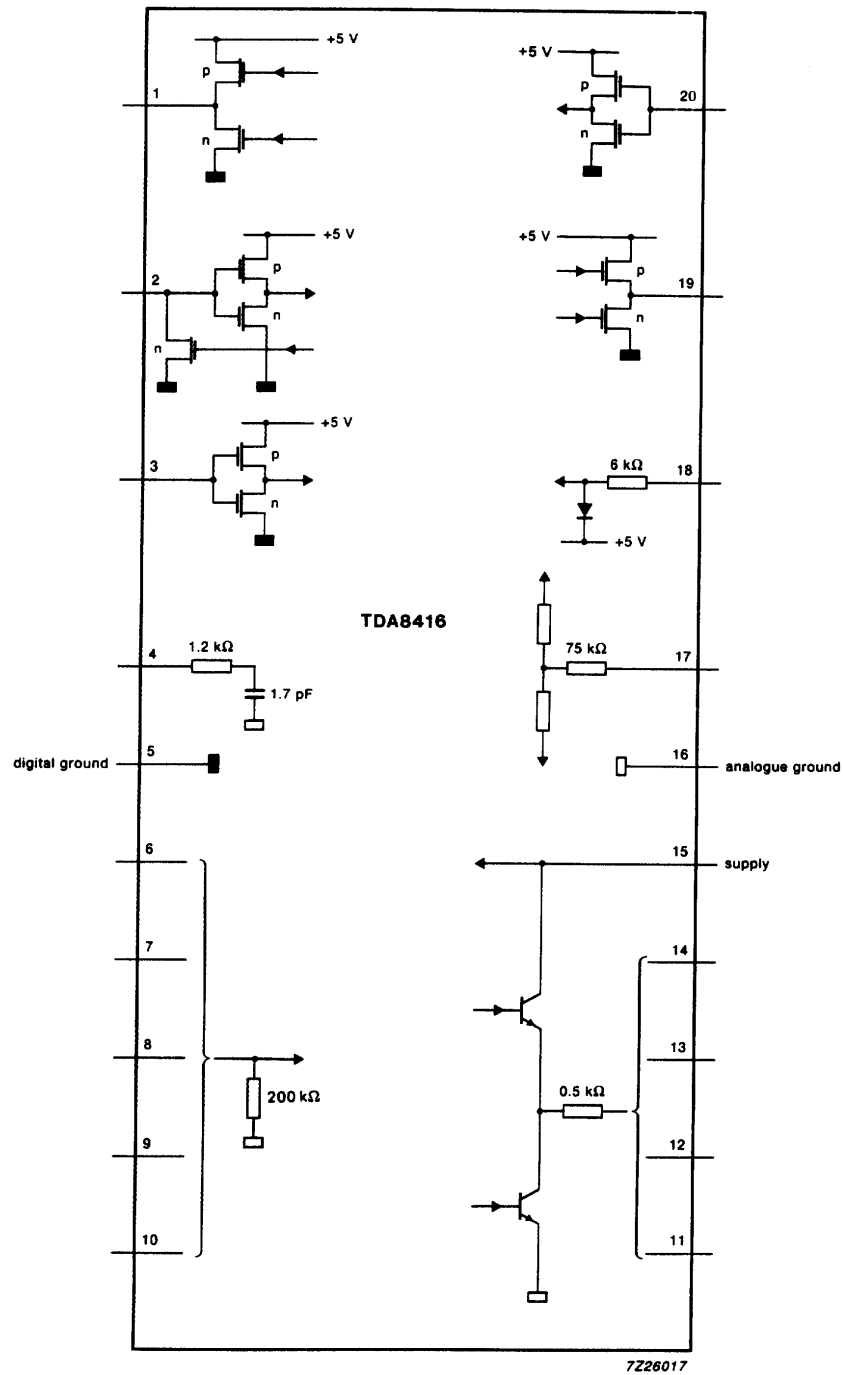 +5 V
p
1
n
+5 V
p
20
n
+5 V
p
2
n
n
+5 V
p
19
n
+5 V
p
3
n
6 kΩ
18
+5 V
TDA8416
1.2 kΩ
4
1.7 pF
75 kΩ
17
digital ground
5
16
analogue ground
6
15
supply
7
14
8
13
200 kΩ
0.5 kΩ
9
12
10
11
7Z26017